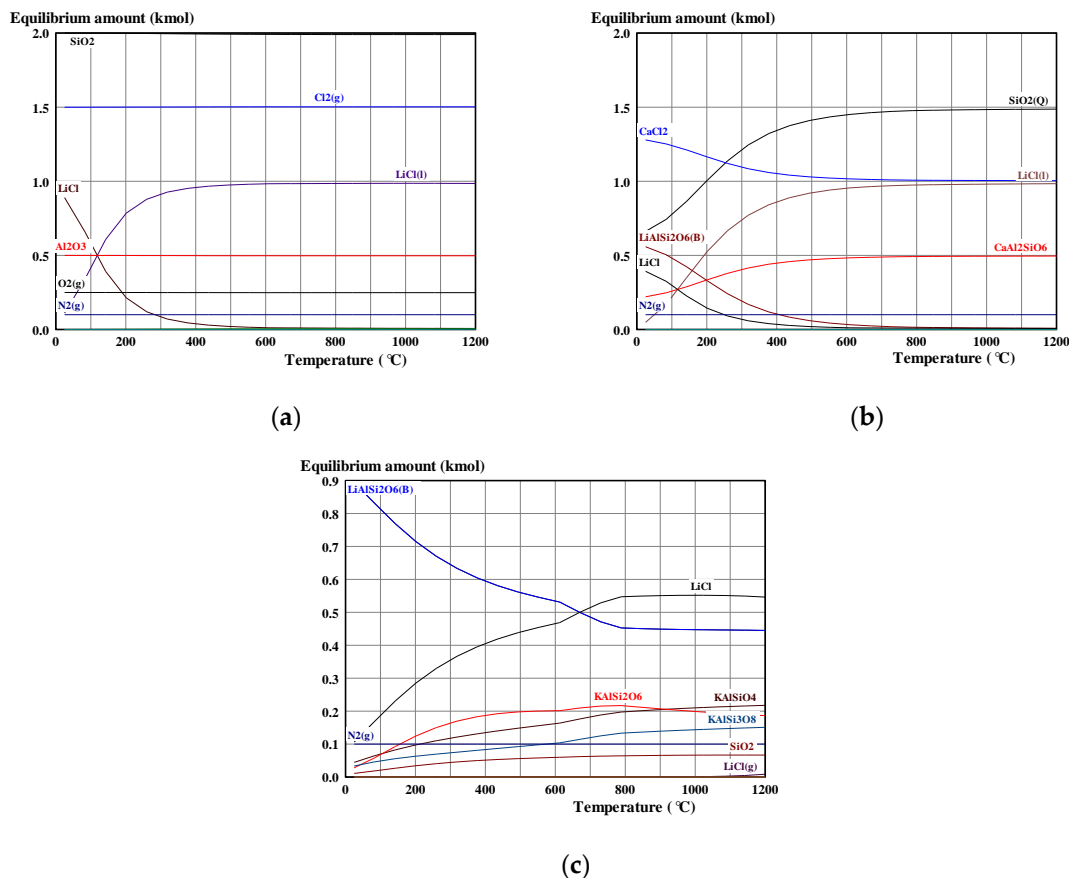 Equilibrium amount (kmol)
2.0
SiO2
Cl2(g)
1.5
LiCl(l)
LiCl
1.0
Al2O3
0.5
O2(g)
N2(g)
0.0
0 200 400 600 800 1000 1200
Temperature (°C)
(a)
Equilibrium amount (kmol)
2.0
SiO2(Q)
1.5
CaCl2
LiCl(l)
1.0
LiAlSi2O6(B)
CaAl2SiO6
LiCl
0.5
N2(g)
0.0
0 200 400 600 800 1000 1200
Temperature (°C)
(b)
Equilibrium amount (kmol)
0.9
LiAlSi2O6(B)
0.8
0.7
LiCl
0.6
0.5
0.4
0.3
KAlSi2O6
KAlSiO4
0.2
KAlSi3O8
N2(g)
0.1
SiO2
LiCl(g)
0.0
0 200 400 600 800 1000 1200
Temperature (°C)
(c)